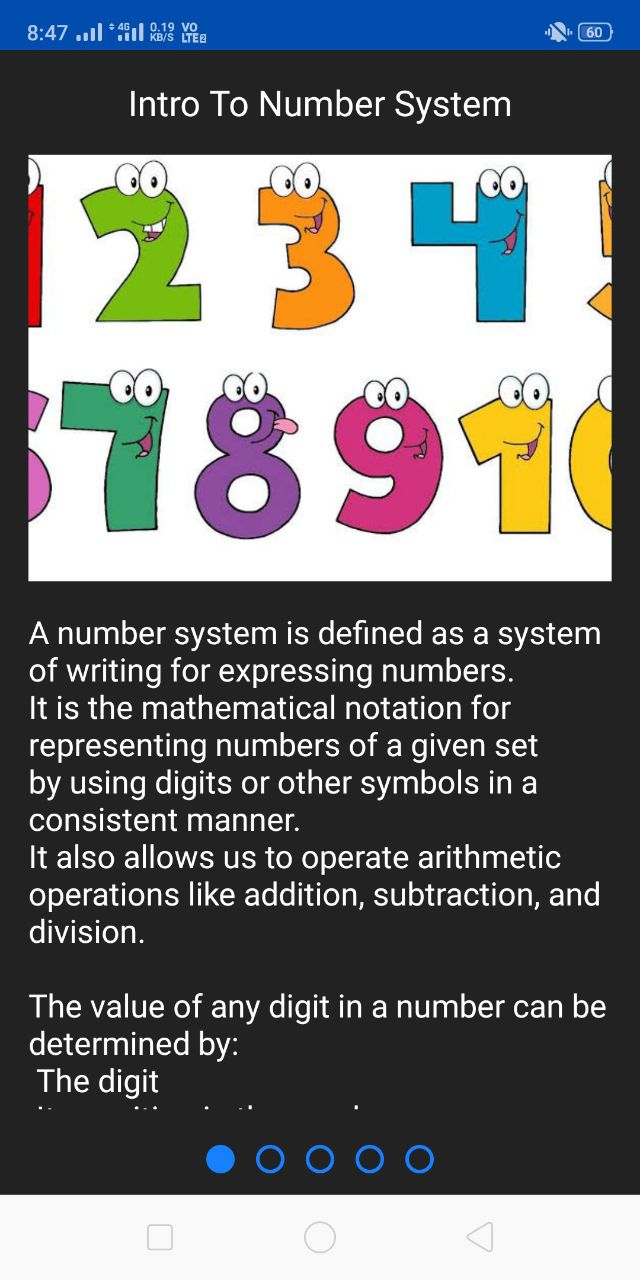 8:47 4G 0.19 KB/S VO LTE2 60
Intro To Number System
2 3 4
7 8 9 10
A number system is defined as a system
of writing for expressing numbers.
It is the mathematical notation for
representing numbers of a given set
by using digits or other symbols in a
consistent manner.
It also allows us to operate arithmetic
operations like addition, subtraction, and
division.
The value of any digit in a number can be
determined by:
The digit